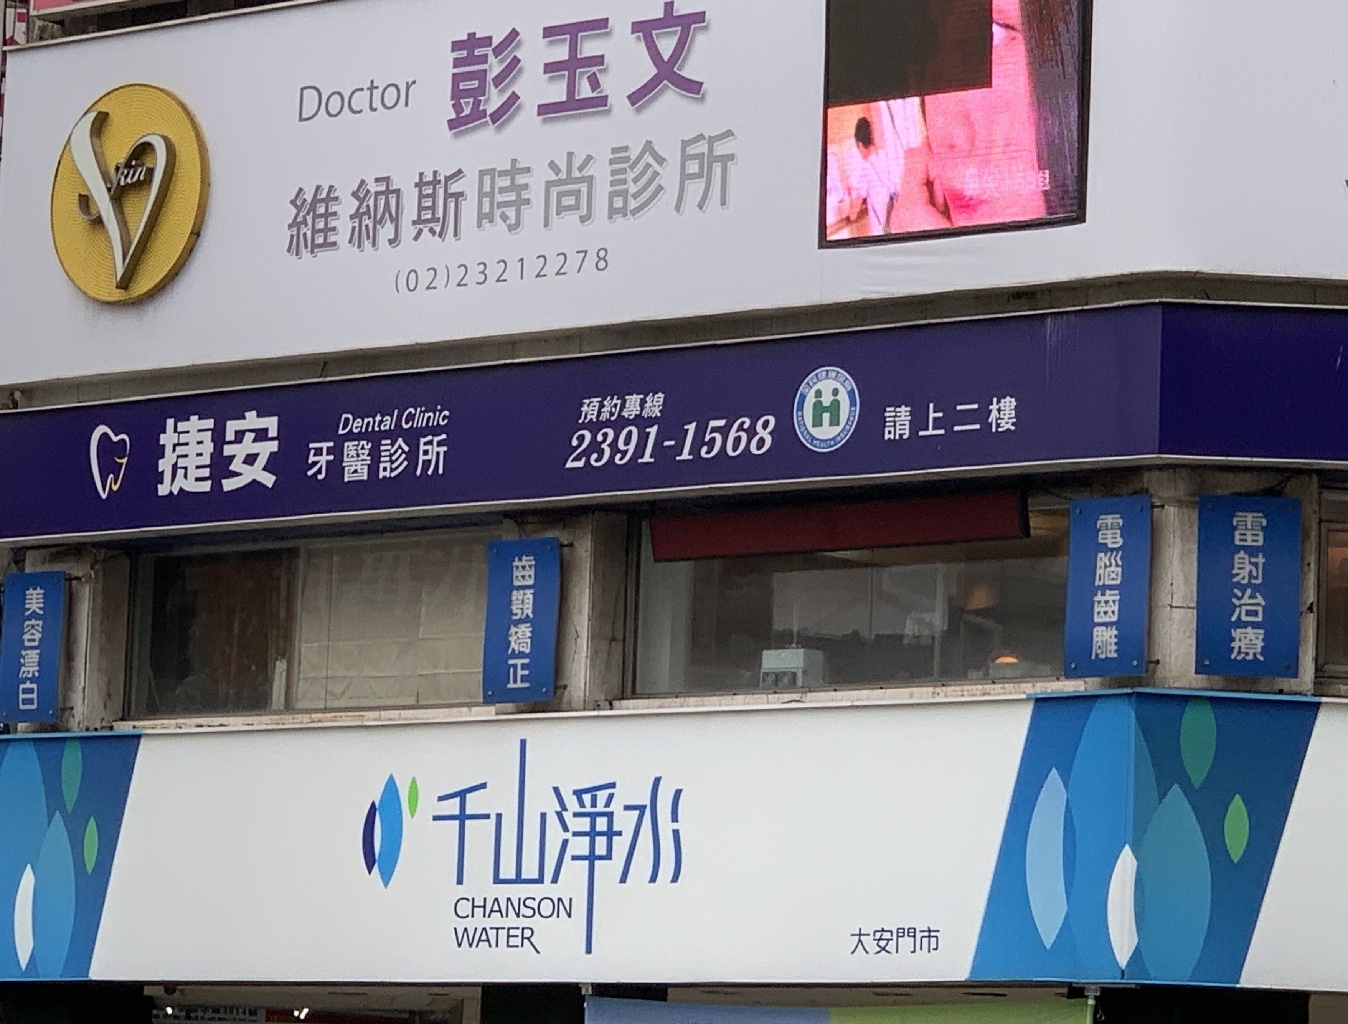 Skin
Doctor 彭玉文
維納斯時尚診所
(02)23212278
捷安
Dental Clinic
牙醫診所
預約專線
2391-1568
請上二樓
美容漂白
齒顎矯正
電腦齒雕
雷射治療
千山淨水
CHANSON
WATER
大安門市